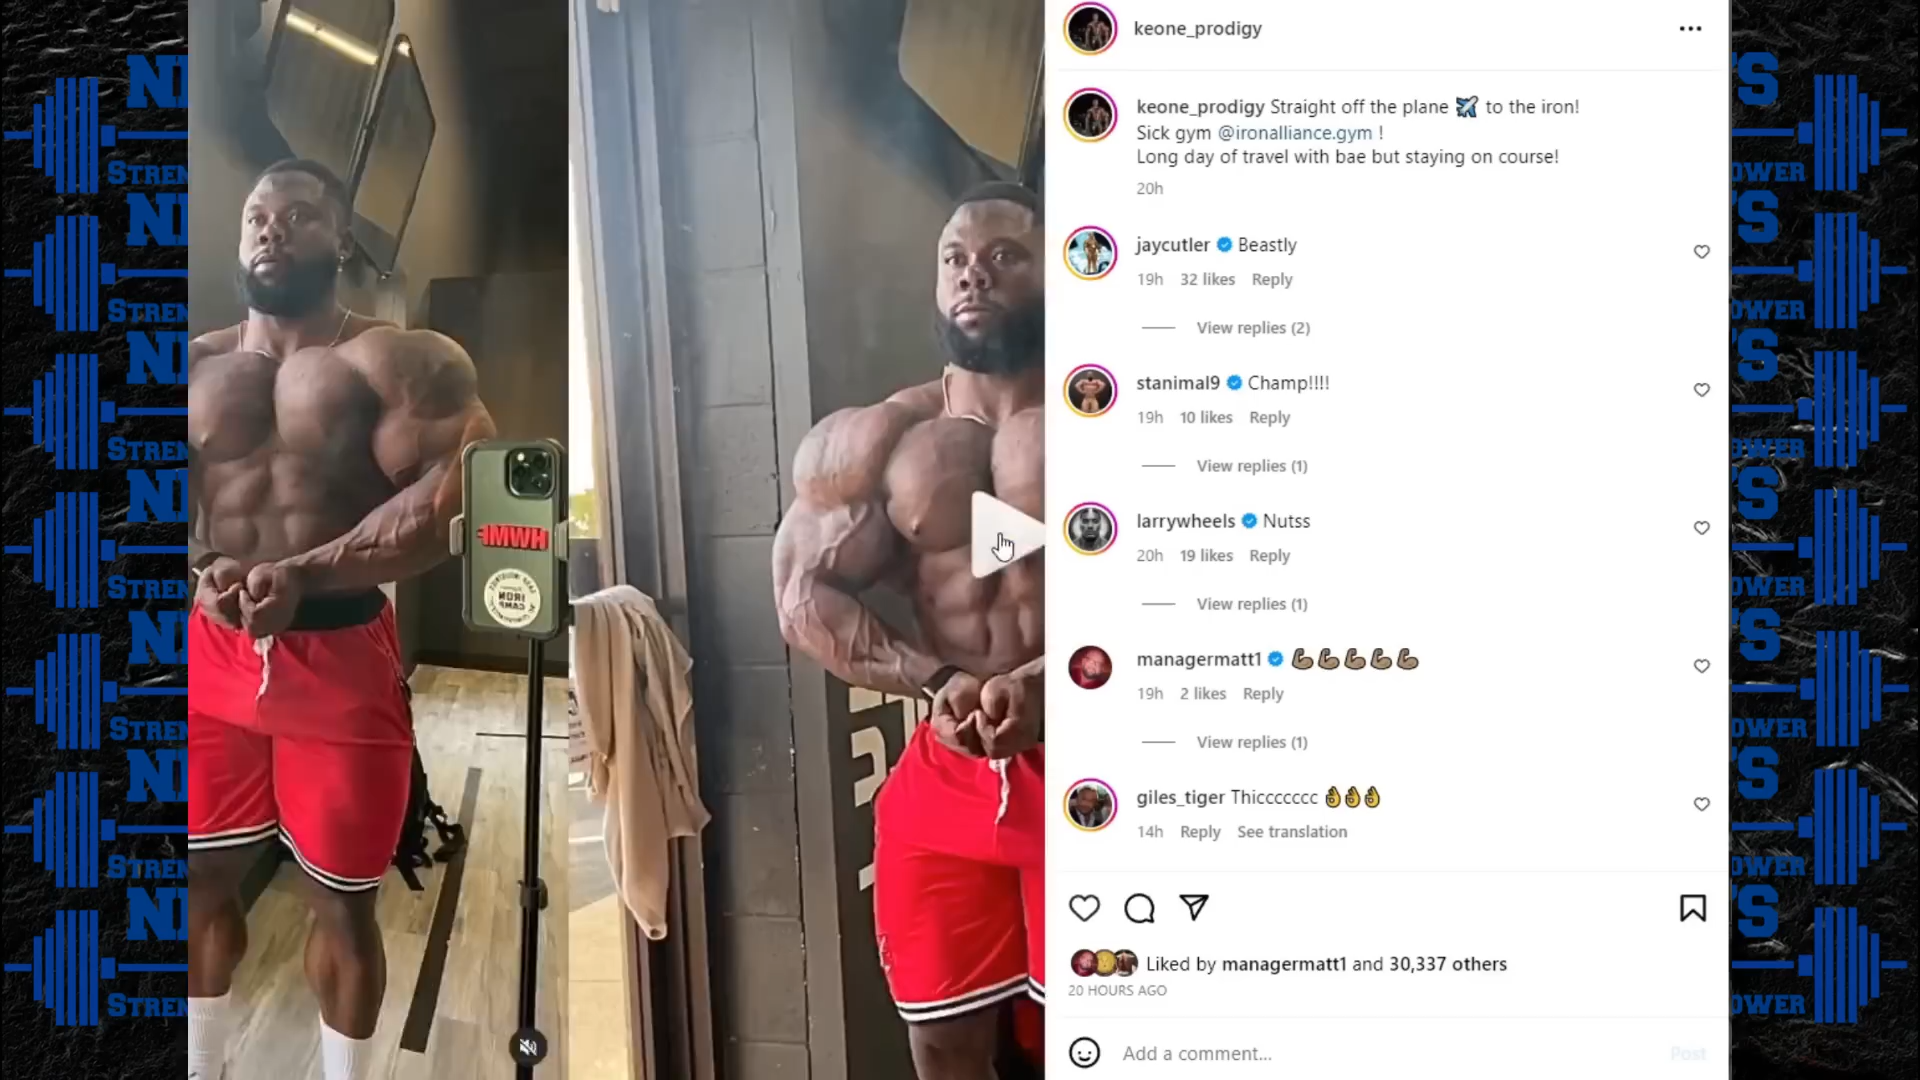 keone_prodigy
keone_prodigy Straight off the plane ✈️ to the iron!
Sick gym @ironalliance.gym !
Long day of travel with bae but staying on course!
20h
jaycutler Beastly
19h 32 likes Reply
View replies (2)
stanimal9 Champ!!!!
19h 10 likes Reply
View replies (1)
larrywheels Nutss
20h 19 likes Reply
View replies (1)
managermatt1 💪🏽💪🏽💪🏽💪🏽💪🏽
19h 2 likes Reply
View replies (1)
giles_tiger Thiccccccc 👌👌👌
14h Reply See translation
Liked by managermatt1 and 30,337 others
20 HOURS AGO
Add a comment...
Post